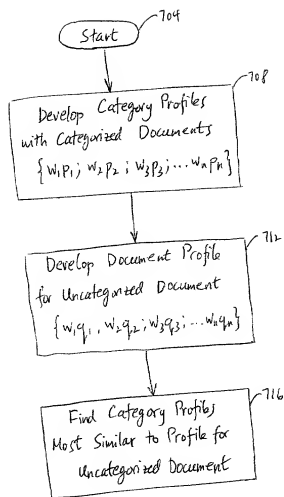 Start
704
708
Develop Category Profiles
with Categorized Documents
{w₁p₁; w₂p₂; w₃p₃; ... wₙpₙ}
712
Develop Document Profile
for Uncategorized Document
{w₁q₁, w₂q₂; w₃q₃; ... wₙqₙ}
716
Find Category Profiles
Most Similar to Profile for
Uncategorized Document